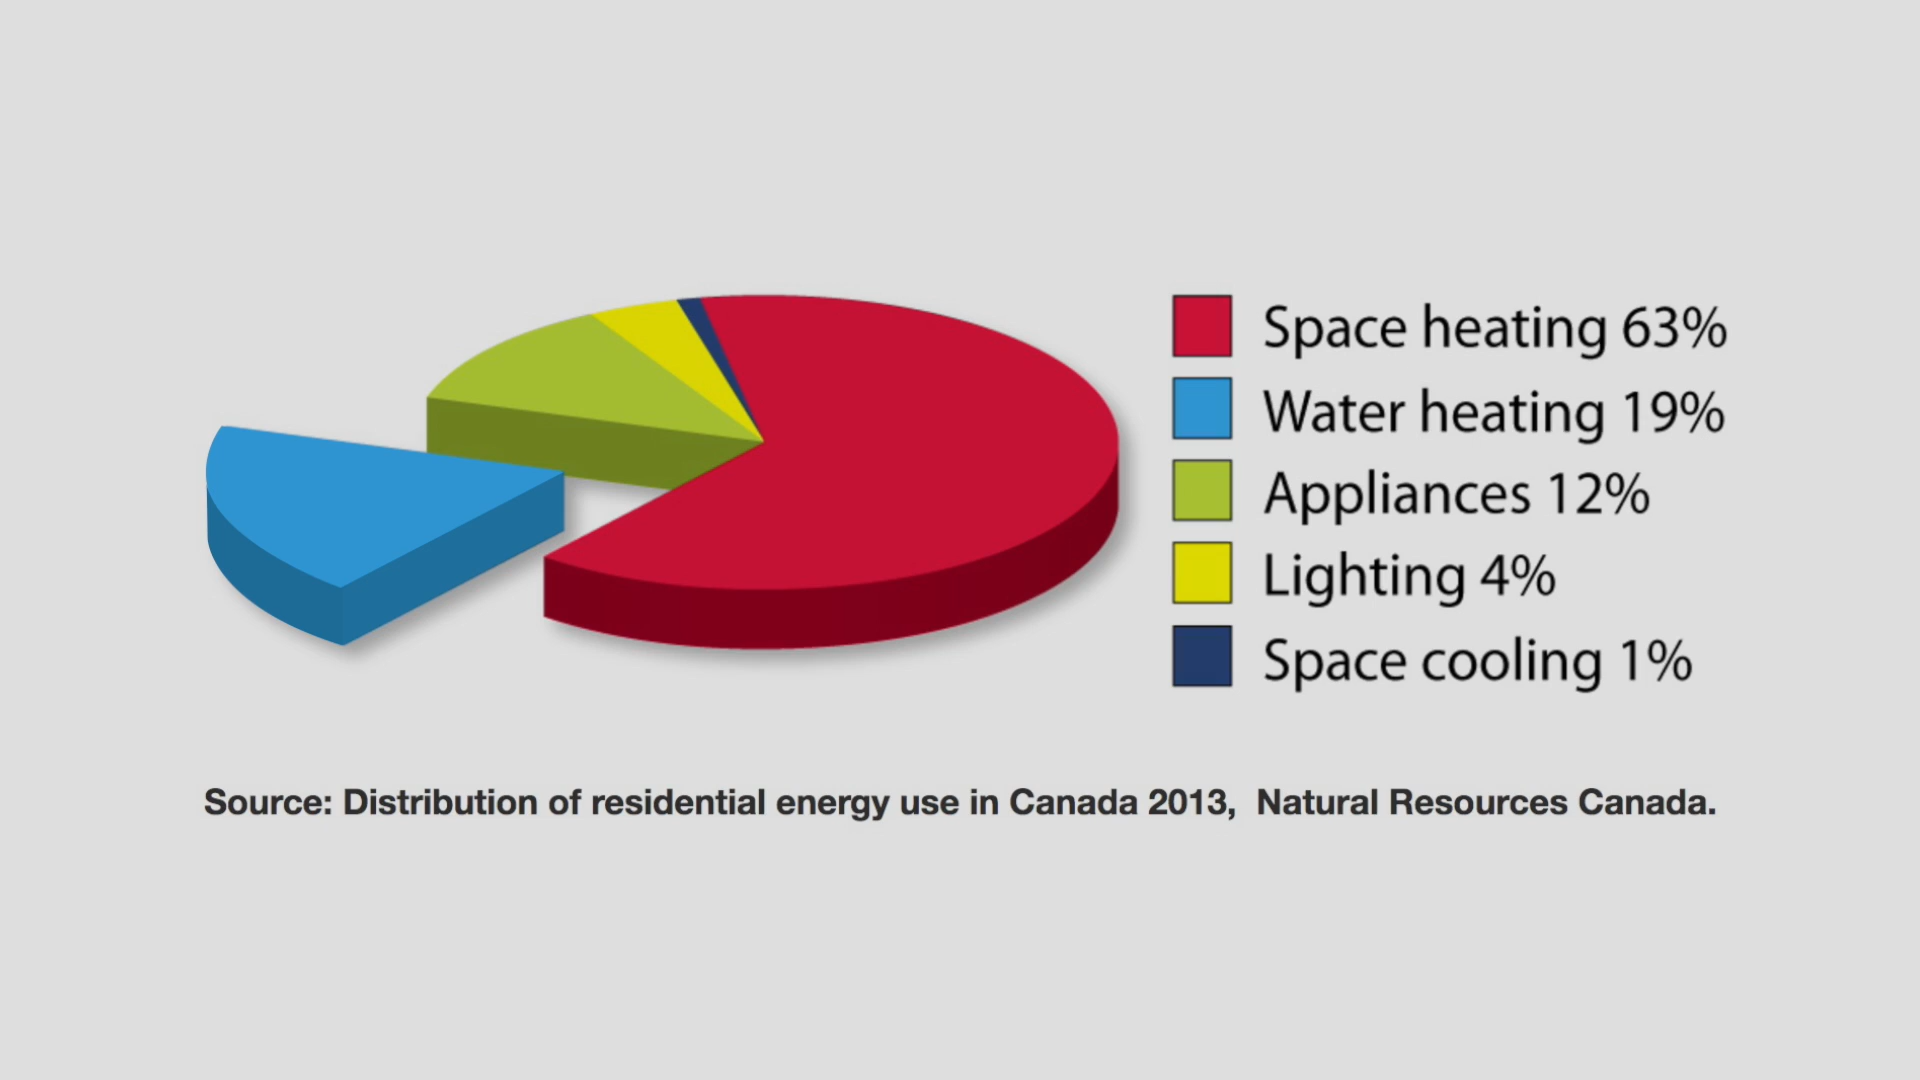 Space heating 63%
Water heating 19%
Appliances 12%
Lighting 4%
Space cooling 1%
Source: Distribution of residential energy use in Canada 2013,  Natural Resources Canada.